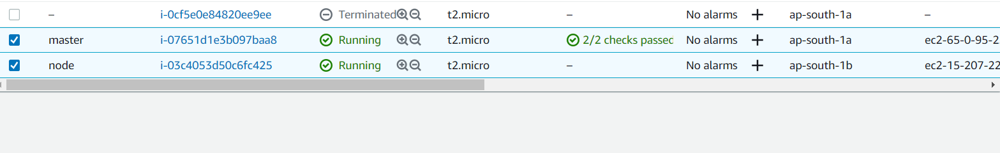 – i-0cf5e0e84820ee9ee Terminated t2.micro – No alarms + ap-south-1a –
master i-07651d1e3b097baa8 Running t2.micro 2/2 checks passed No alarms + ap-south-1a ec2-65-0-95-2
node i-03c4053d50c6fc425 Running t2.micro – No alarms + ap-south-1b ec2-15-207-22